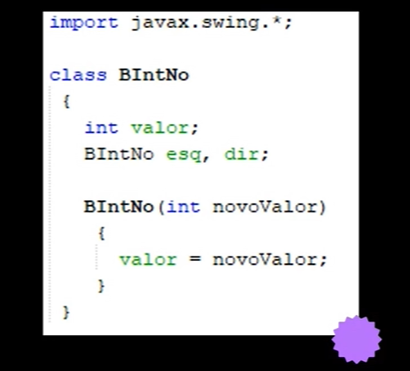 import javax.swing.*;
class BIntNo
{
int valor;
BIntNo esq, dir;
BIntNo(int novoValor)
{
valor = novoValor;
}
}